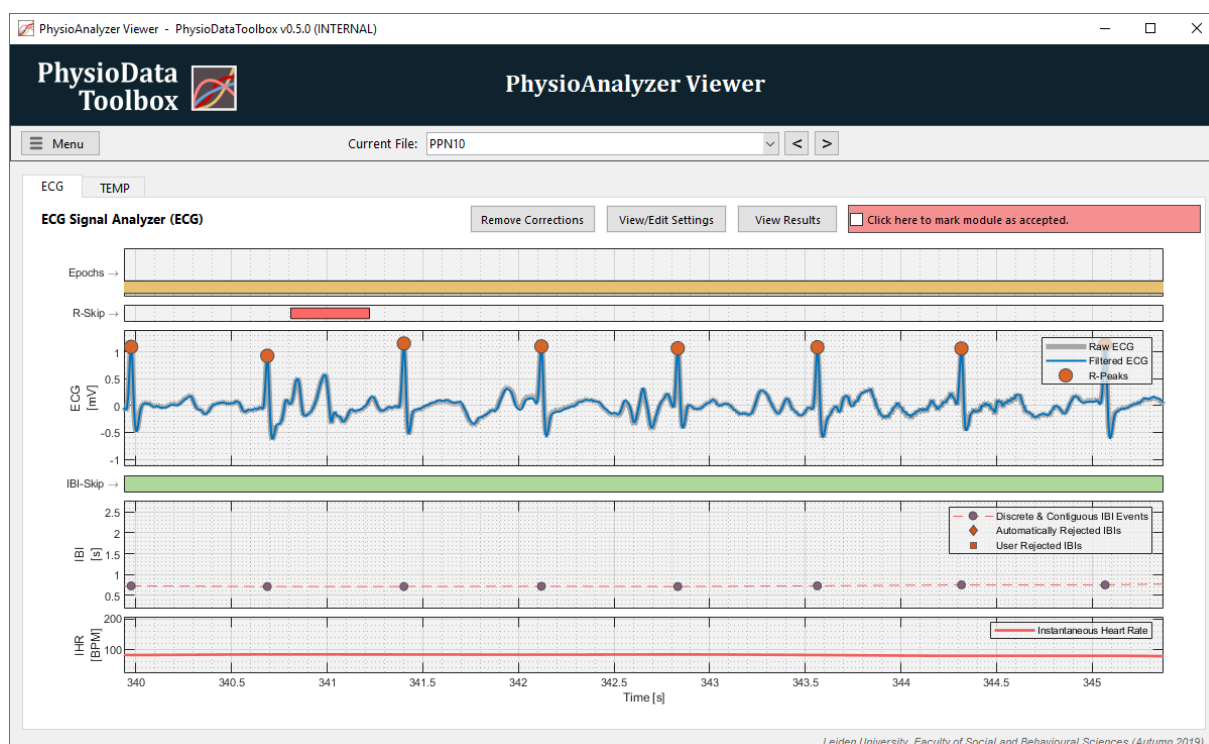 PhysioAnalyzer Viewer - PhysioDataToolbox v0.5.0 (INTERNAL)
PhysioData
Toolbox
PhysioAnalyzer Viewer
Menu
Current File: PPN10
<
>
ECG
TEMP
ECG Signal Analyzer (ECG)
Remove Corrections
View/Edit Settings
View Results
Click here to mark module as accepted.
Epochs →
R-Skip →
ECG
[mV]
1
0.5
0
-0.5
-1
Raw ECG
Filtered ECG
R-Peaks
IBI-Skip →
IBI
[s]
2.5
2
1.5
1
0.5
Discrete & Contiguous IBI Events
Automatically Rejected IBIs
User Rejected IBIs
IHR
[BPM]
200
100
Instantaneous Heart Rate
340 340.5 341 341.5 342 342.5 343 343.5 344 344.5 345
Time [s]
Leiden University, Faculty of Social and Behavioural Sciences (Autumn 2019)